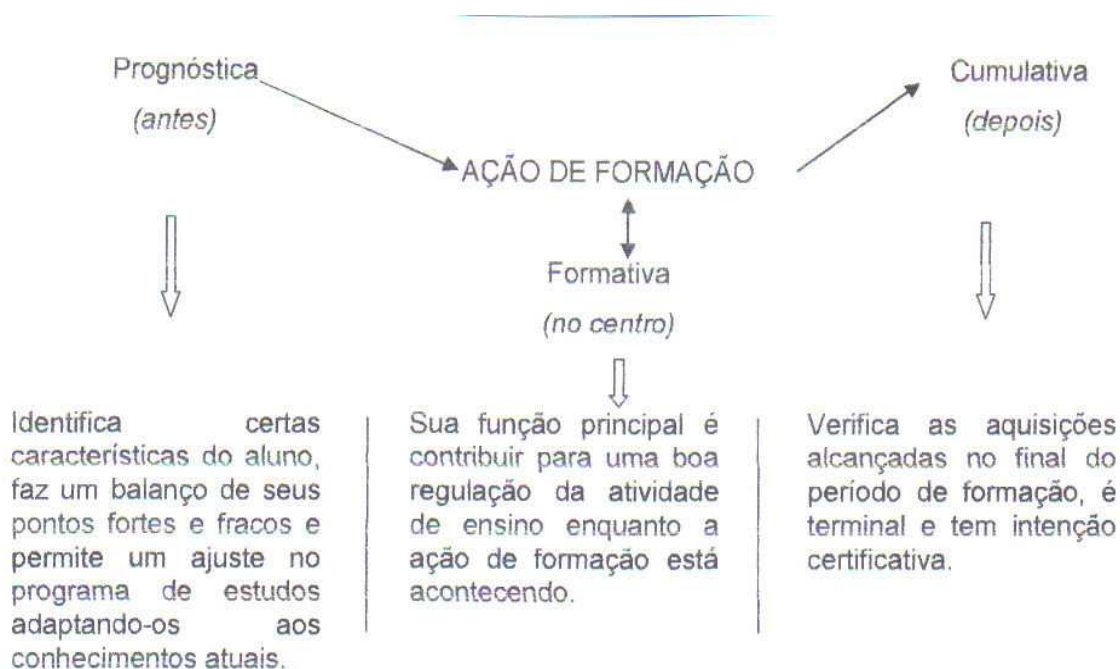 Prognóstica
(antes)
Cumulativa
(depois)
AÇÃO DE FORMAÇÃO
Formativa
(no centro)
Identifica certas
características do aluno,
faz um balanço de seus
pontos fortes e fracos e
permite um ajuste no
programa de estudos
adaptando-os aos
conhecimentos atuais.
Sua função principal é
contribuir para uma boa
regulação da atividade
de ensino enquanto a
ação de formação está
acontecendo.
Verifica as aquisições
alcançadas no final do
período de formação, é
terminal e tem intenção
certificativa.